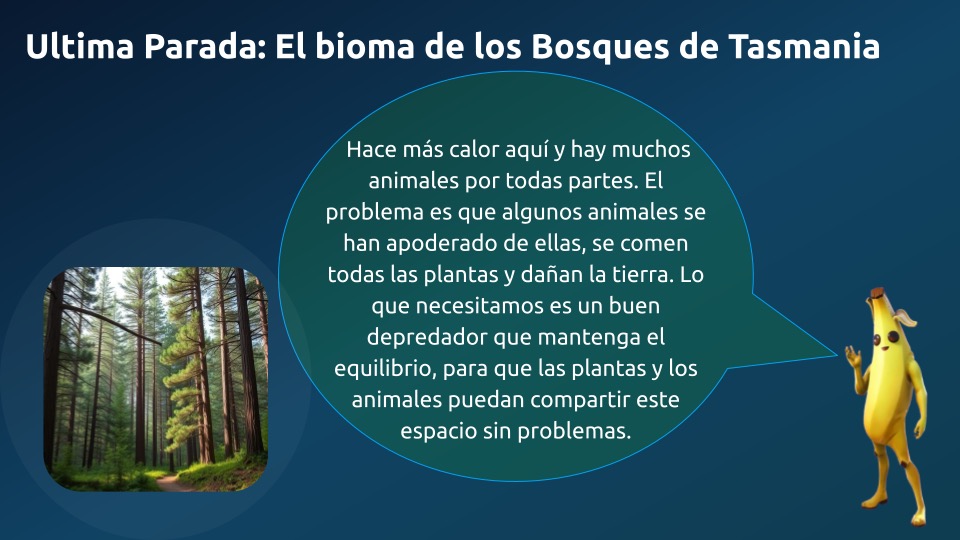 Ultima Parada: El bioma de los Bosques de Tasmania
Hace más calor aquí y hay muchos
animales por todas partes. El
problema es que algunos animales se
han apoderado de ellas, se comen
todas las plantas y dañan la tierra. Lo
que necesitamos es un buen
depredador que mantenga el
equilibrio, para que las plantas y los
animales puedan compartir este
espacio sin problemas.